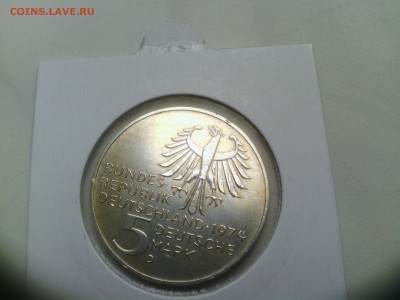 COINS.LAVE.RU
BUNDES
REPUBLIK
DEUTSCHLAND·1974
5 DEUTSCHE
MARK
D